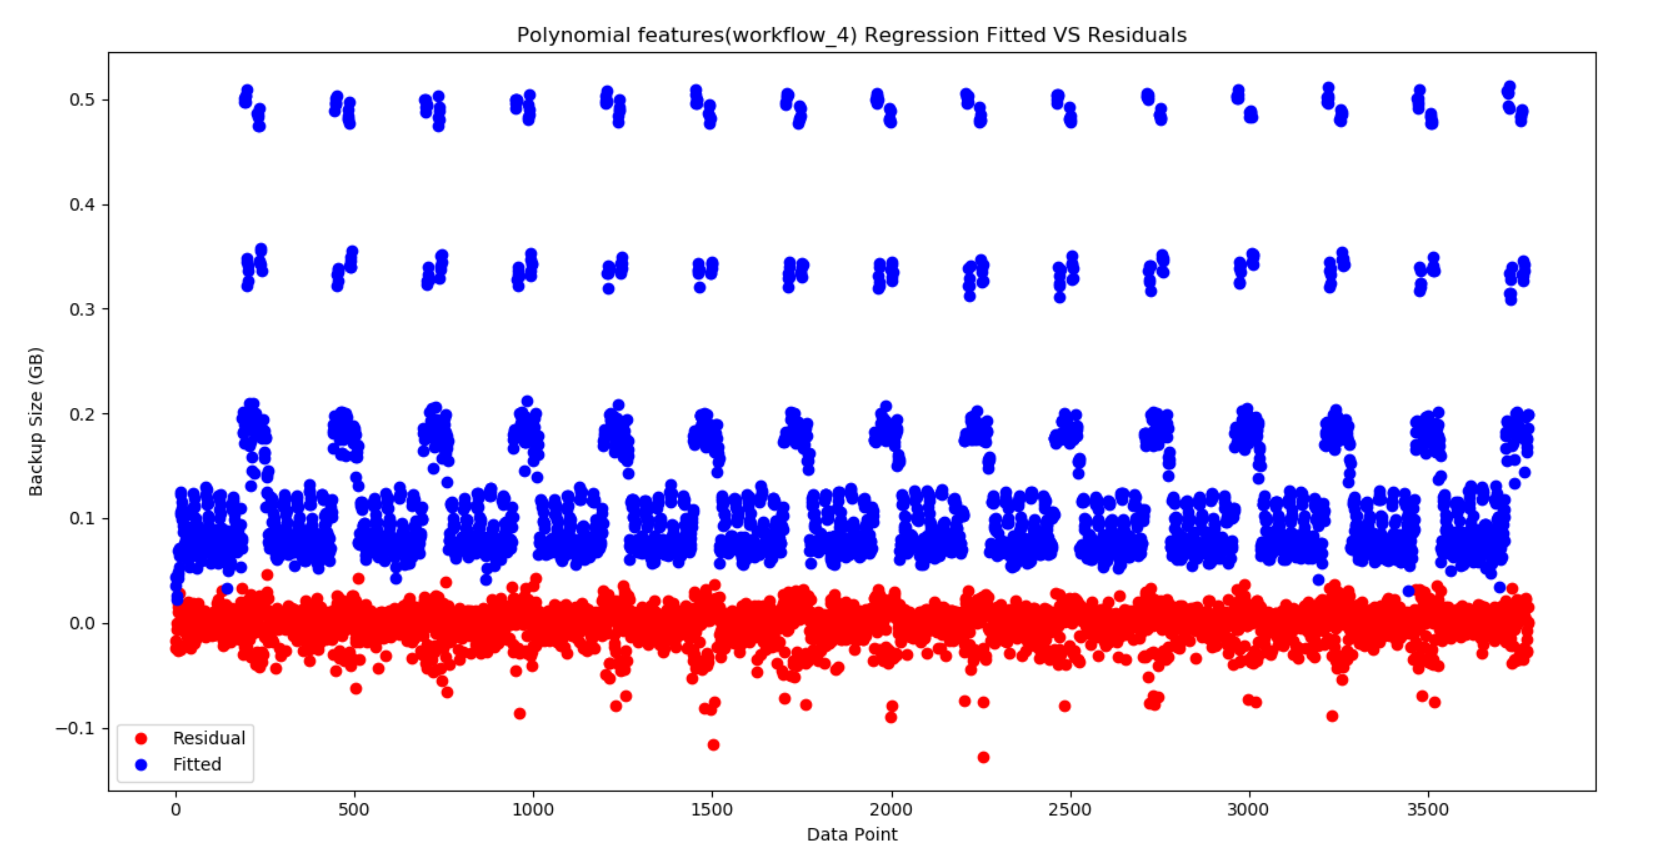 Polynomial features(workflow_4) Regression Fitted VS Residuals
Backup Size (GB)
0.5
0.4
0.3
0.2
0.1
0.0
−0.1
Residual
Fitted
0 500 1000 1500 2000 2500 3000 3500
Data Point